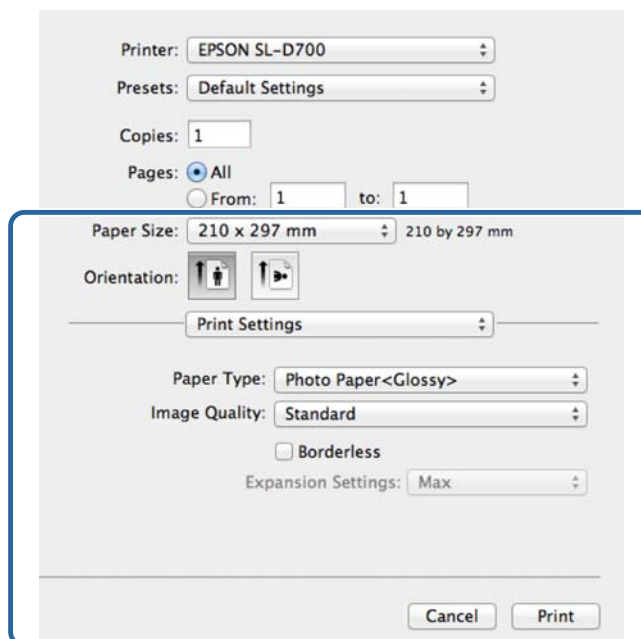 Printer: EPSON SL-D700
Presets: Default Settings
Copies: 1
Pages: All
From: 1 to: 1
Paper Size: 210 x 297 mm 210 by 297 mm
Orientation:
Print Settings
Paper Type: Photo Paper<Glossy>
Image Quality: Standard
Borderless
Expansion Settings: Max
Cancel Print